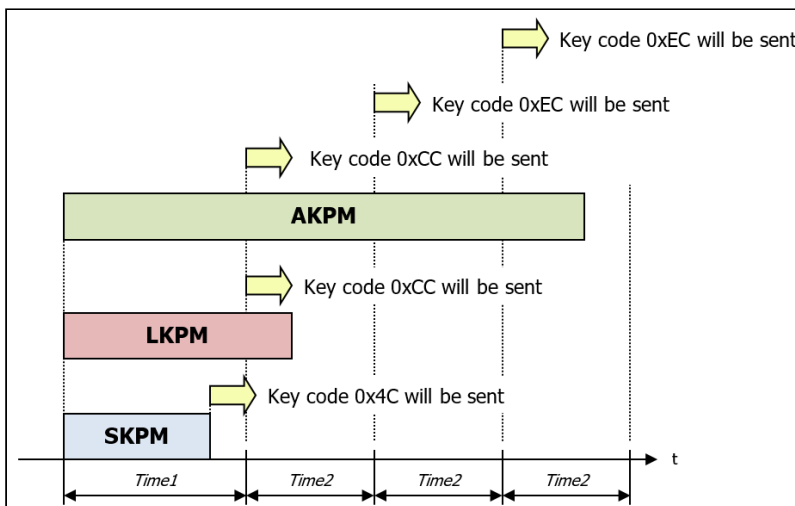 Key code 0xEC will be sent
Key code 0xEC will be sent
Key code 0xCC will be sent
AKPM
Key code 0xCC will be sent
LKPM
Key code 0x4C will be sent
SKPM
t
Time1 Time2 Time2 Time2